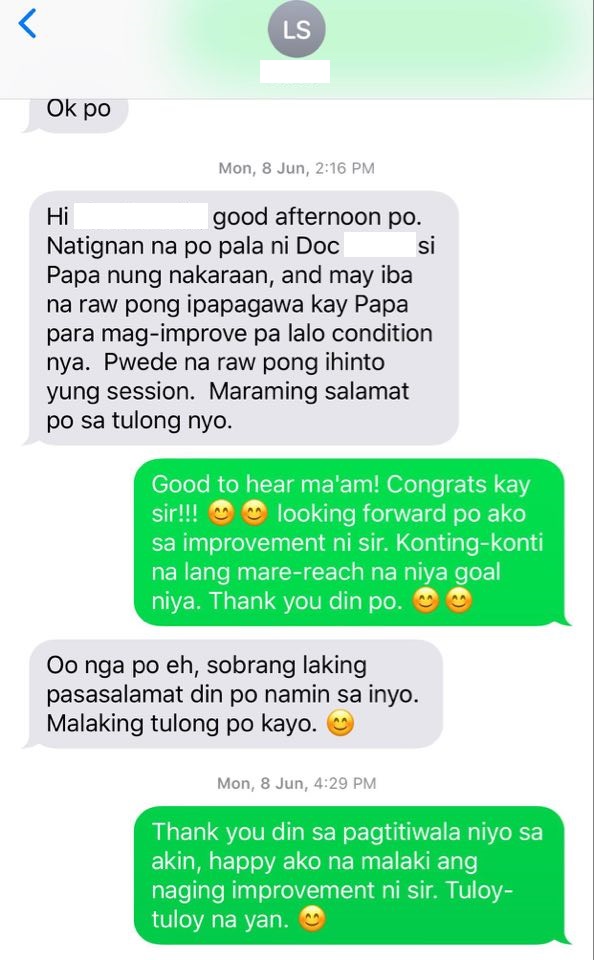 LS
Ok po
Mon, 8 Jun, 2:16 PM
Hi good afternoon po.
Natignan na po pala ni Doc si
Papa nung nakaraan, and may iba
na raw pong ipapagawa kay Papa
para mag-improve pa lalo condition
nya. Pwede na raw pong ihinto
yung session. Maraming salamat
po sa tulong nyo.
Good to hear ma'am! Congrats kay
sir!!! 😊 😊 looking forward po ako
sa improvement ni sir. Konting-konti
na lang mare-reach na niya goal
niya. Thank you din po. 😊 😊
Oo nga po eh, sobrang laking
pasasalamat din po namin sa inyo.
Malaking tulong po kayo. 😊
Mon, 8 Jun, 4:29 PM
Thank you din sa pagtitiwala niyo sa
akin, happy ako na malaki ang
naging improvement ni sir. Tuloy-
tuloy na yan. 😊